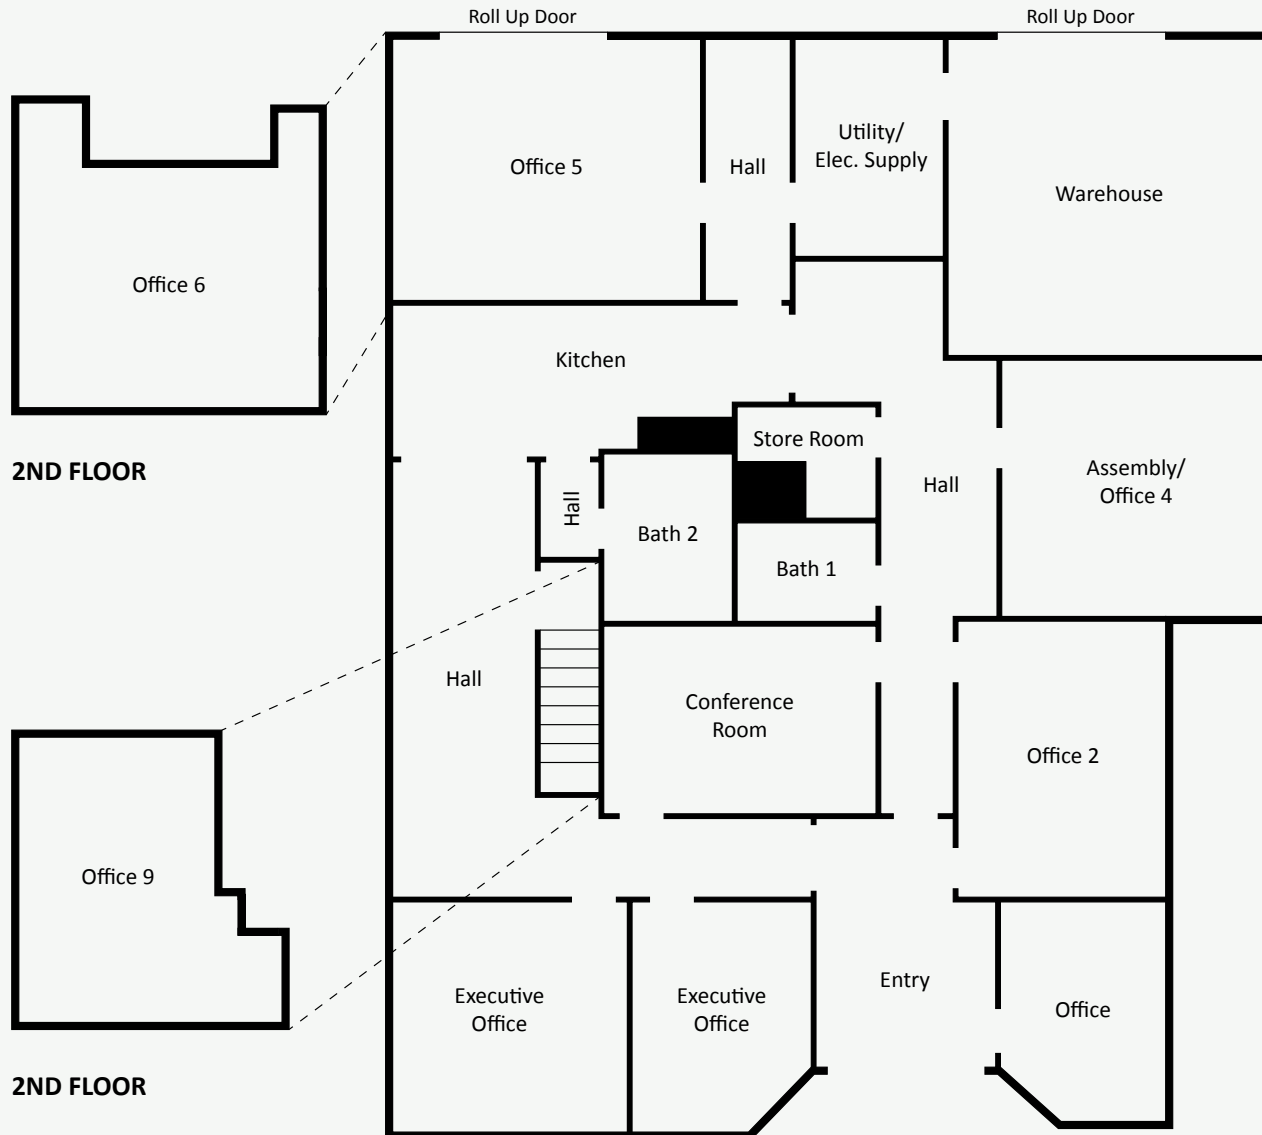 Roll Up Door
Roll Up Door
Office 5
Hall
Utility/
Elec. Supply
Warehouse
Office 6
Kitchen
2ND FLOOR
Store Room
Hall
Bath 2
Hall
Assembly/
Office 4
Bath 1
Hall
Conference
Room
Office 2
Office 9
Executive
Office
Executive
Office
Entry
Office
2ND FLOOR